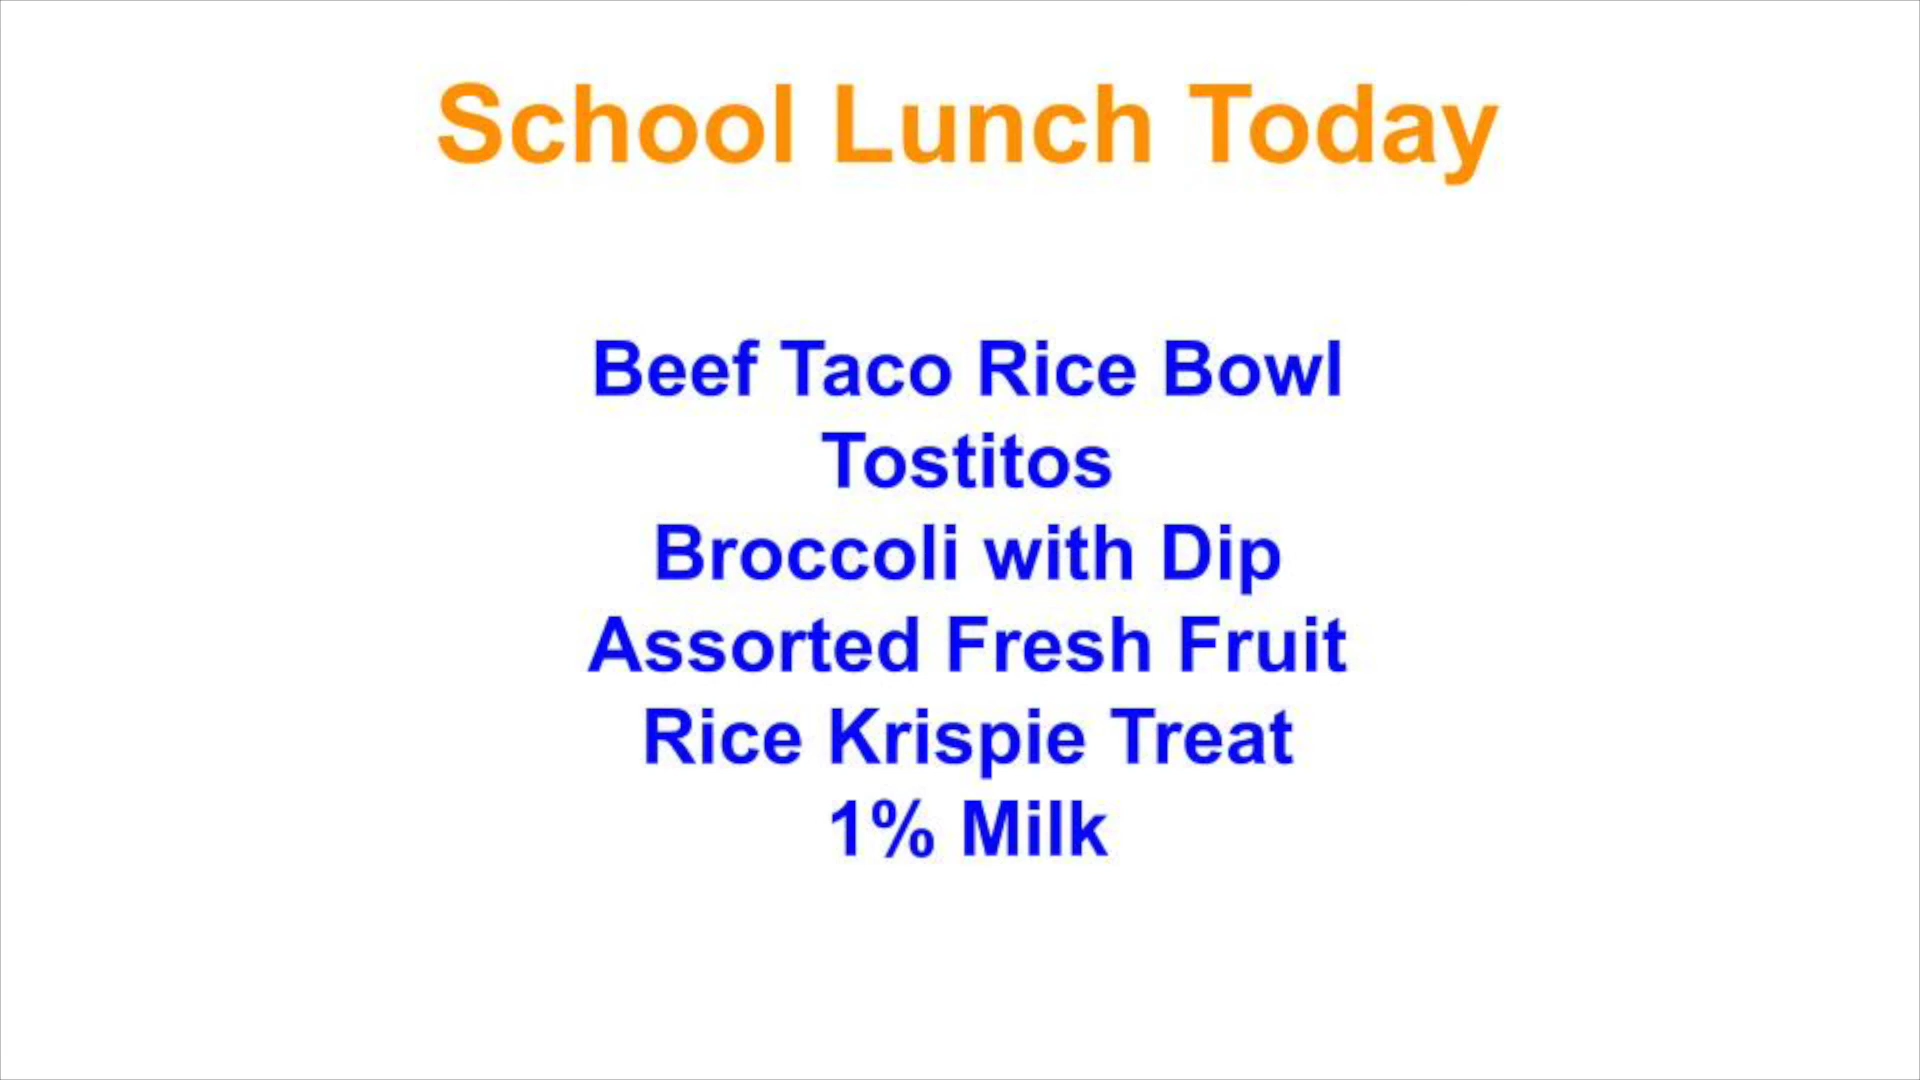 School Lunch Today
Beef Taco Rice Bowl
Tostitos
Broccoli with Dip
Assorted Fresh Fruit
Rice Krispie Treat
1% Milk